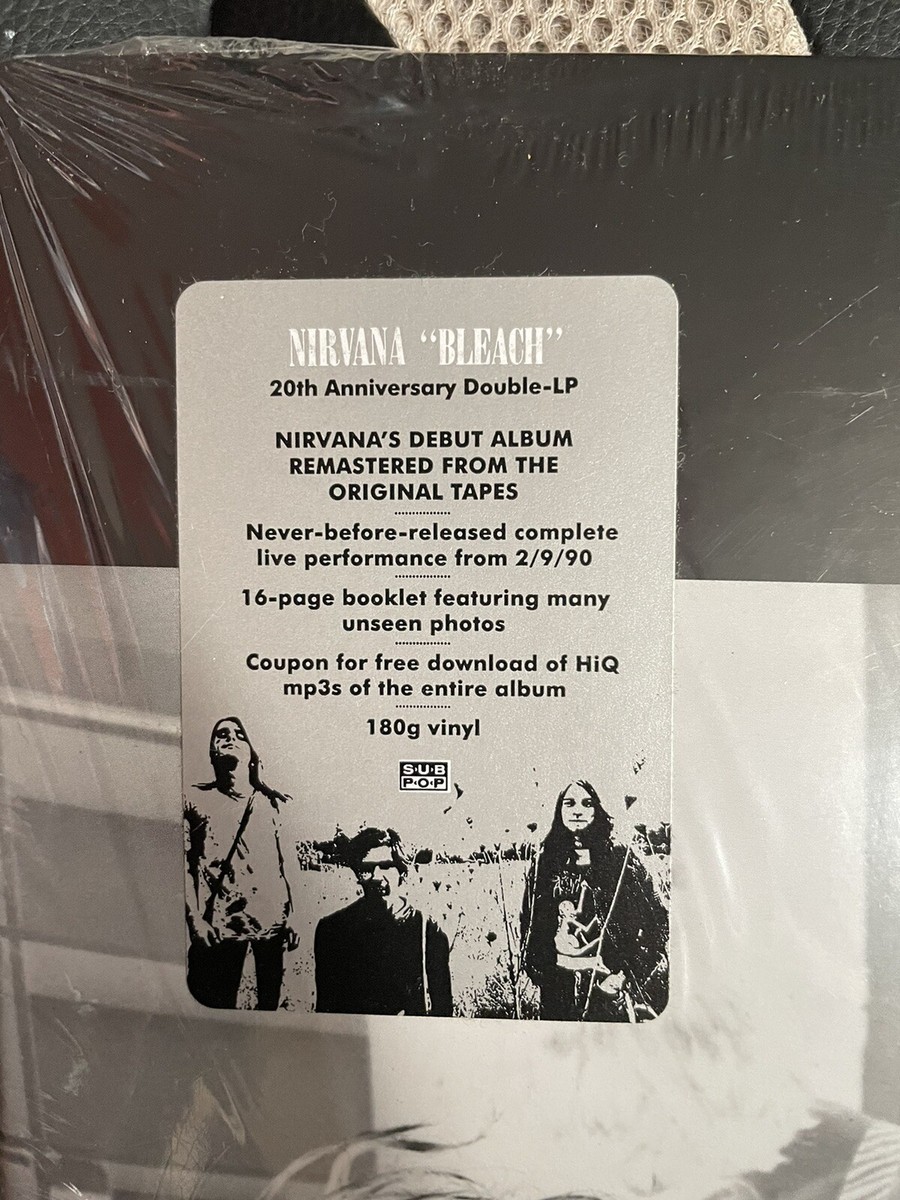 NIRVANA “BLEACH”
20th Anniversary Double-LP
NIRVANA’S DEBUT ALBUM
REMASTERED FROM THE
ORIGINAL TAPES
Never-before-released complete
live performance from 2/9/90
16-page booklet featuring many
unseen photos
Coupon for free download of HiQ
mp3s of the entire album
180g vinyl
SUB
POP